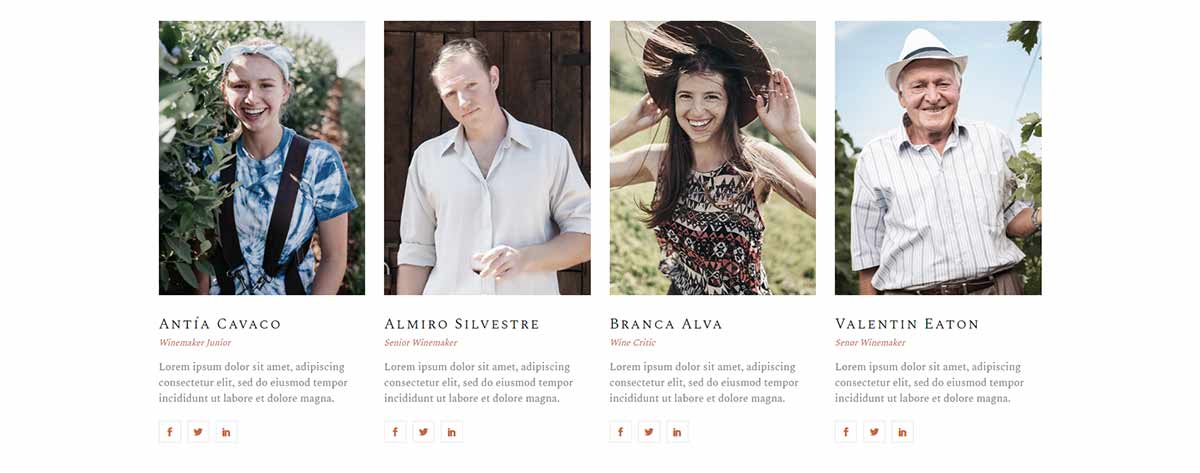 Antía Cavaco
Winemaker Junior
Lorem ipsum dolor sit amet, adipiscing
consectetur elit, sed do eiusmod tempor
incididunt ut labore et dolore magna.
Almiro Silvestre
Senior Winemaker
Lorem ipsum dolor sit amet, adipiscing
consectetur elit, sed do eiusmod tempor
incididunt ut labore et dolore magna.
Branca Alva
Wine Critic
Lorem ipsum dolor sit amet, adipiscing
consectetur elit, sed do eiusmod tempor
incididunt ut labore et dolore magna.
Valentin Eaton
Senor Winemaker
Lorem ipsum dolor sit amet, adipiscing
consectetur elit, sed do eiusmod tempor
incididunt ut labore et dolore magna.